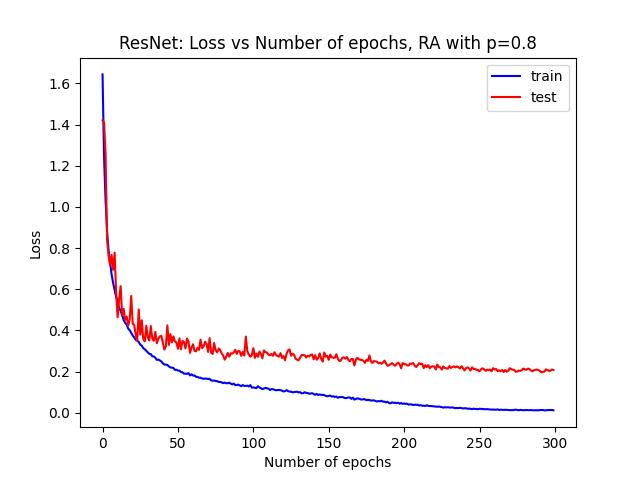 ResNet: Loss vs Number of epochs, RA with p=0.8
train
test
Loss
1.6
1.4
1.2
1.0
0.8
0.6
0.4
0.2
0.0
0 50 100 150 200 250 300
Number of epochs